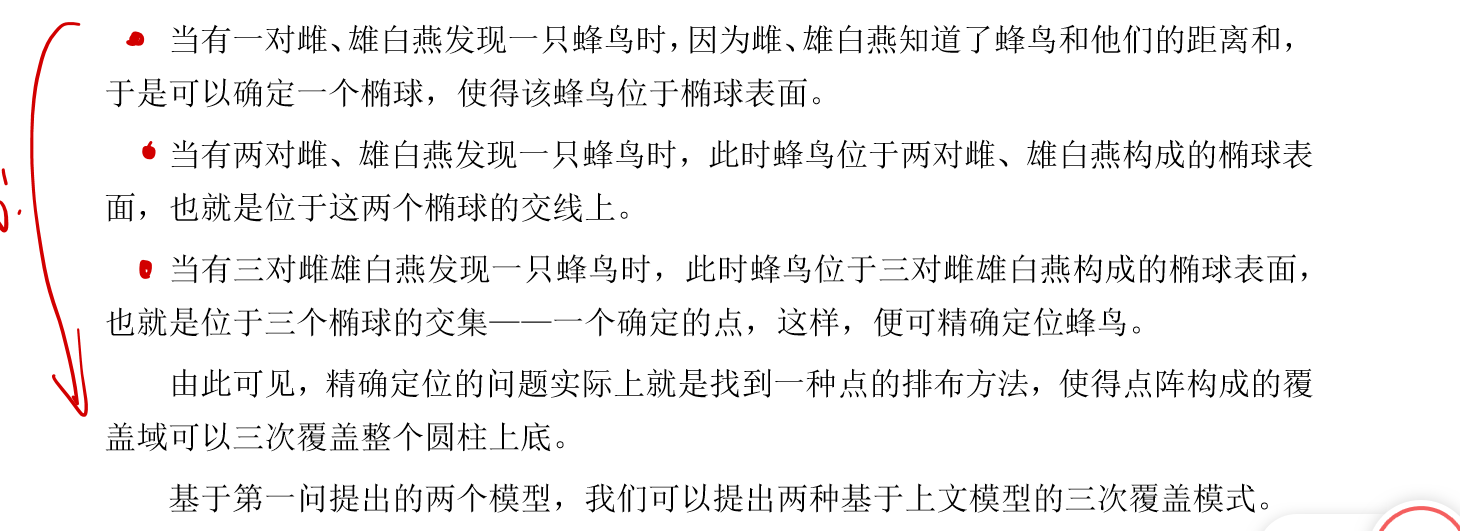 当有一对雌、雄白燕发现一只蜂鸟时，因为雌、雄白燕知道了蜂鸟和他们的距离和，
于是可以确定一个椭球，使得该蜂鸟位于椭球表面。
当有两对雌、雄白燕发现一只蜂鸟时，此时蜂鸟位于两对雌、雄白燕构成的椭球表
面，也就是位于这两个椭球的交线上。
当有三对雌雄白燕发现一只蜂鸟时，此时蜂鸟位于三对雌雄白燕构成的椭球表面，
也就是位于三个椭球的交集——一个确定的点，这样，便可精确定位蜂鸟。
由此可见，精确定位的问题实际上就是找到一种点的排布方法，使得点阵构成的覆
盖域可以三次覆盖整个圆柱上底。
基于第一问提出的两个模型，我们可以提出两种基于上文模型的三次覆盖模式。